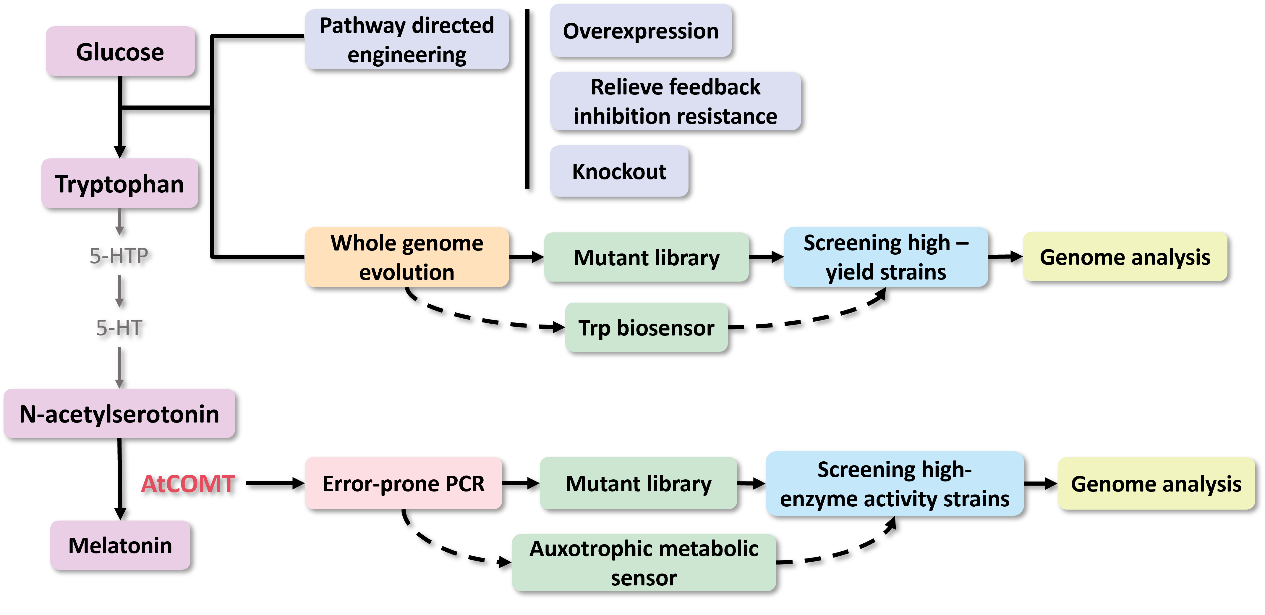 Glucose
Pathway directed
engineering
Overexpression
Relieve feedback
inhibition resistance
Knockout
Tryptophan
5-HTP
5-HT
Whole genome
evolution
Mutant library
Screening high –
yield strains
Genome analysis
Trp biosensor
N-acetylserotonin
AtCOMT
Error-prone PCR
Mutant library
Screening high-
enzyme activity strains
Genome analysis
Auxotrophic metabolic
sensor
Melatonin